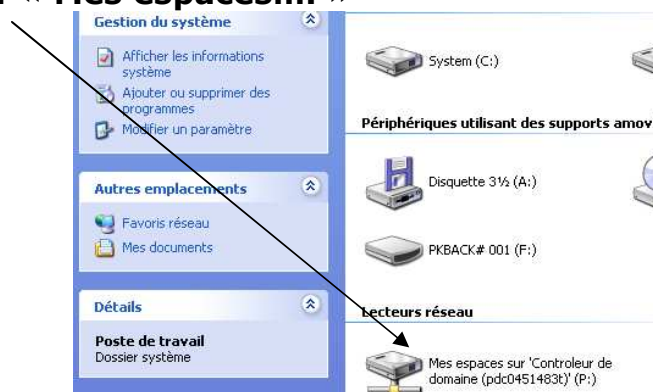 « Mes espaces... »
Gestion du système
Afficher les informations
système
Ajouter ou supprimer des
programmes
Modifier un paramètre
Autres emplacements
Favoris réseau
Mes documents
Détails
Poste de travail
Dossier système
System (C:)
Périphériques utilisant des supports amov
Disquette 3½ (A:)
PKBACK# 001 (F:)
Lecteurs réseau
Mes espaces sur 'Controleur de
domaine (pdc0451483t)' (P:)